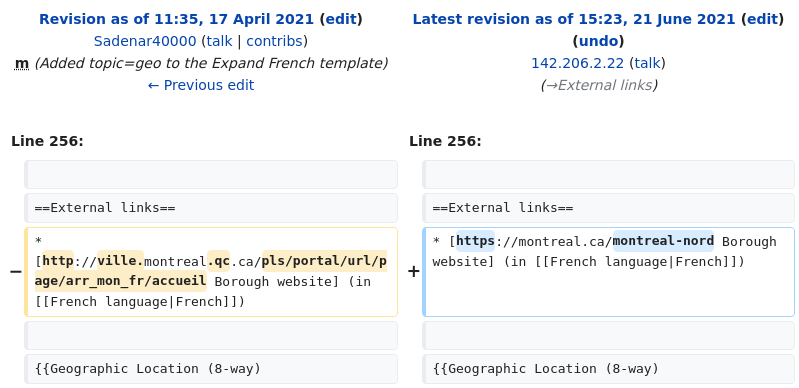 Revision as of 11:35, 17 April 2021 (edit)
Sadenar40000 (talk | contribs)
m (Added topic=geo to the Expand French template)
← Previous edit
Line 256:
==External links==
*
[http://ville.montreal.qc.ca/pls/portal/url/p
age/arr_mon_fr/accueil Borough website] (in
[[French language|French]])
{{Geographic Location (8-way)
Latest revision as of 15:23, 21 June 2021 (edit)
(undo)
142.206.2.22 (talk)
(→External links)
Line 256:
==External links==
* [https://montreal.ca/montreal-nord Borough
website] (in [[French language|French]])
{{Geographic Location (8-way)